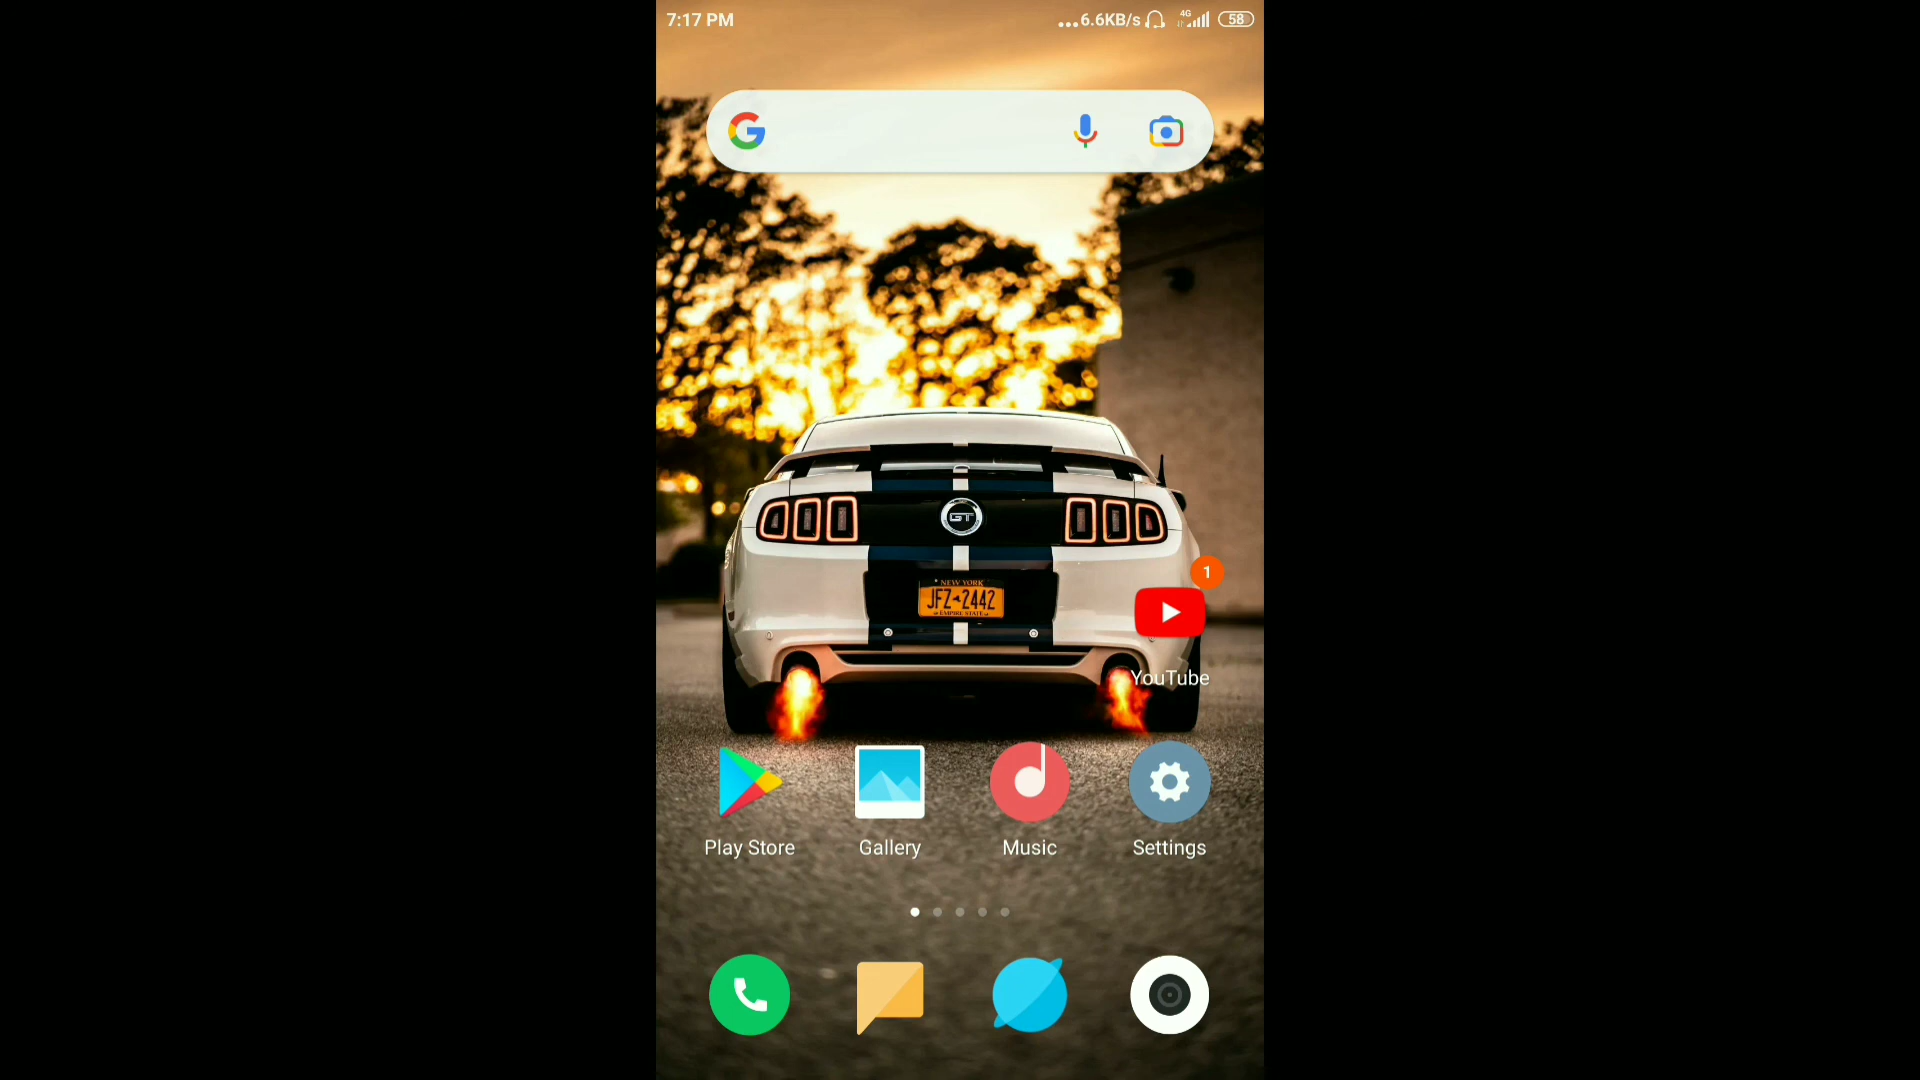 7:17 PM
...6.6KB/s 4G 58
GT
NEW YORK
JFZ 2442
EMPIRE STATE
1
YouTube
Play Store
Gallery
Music
Settings